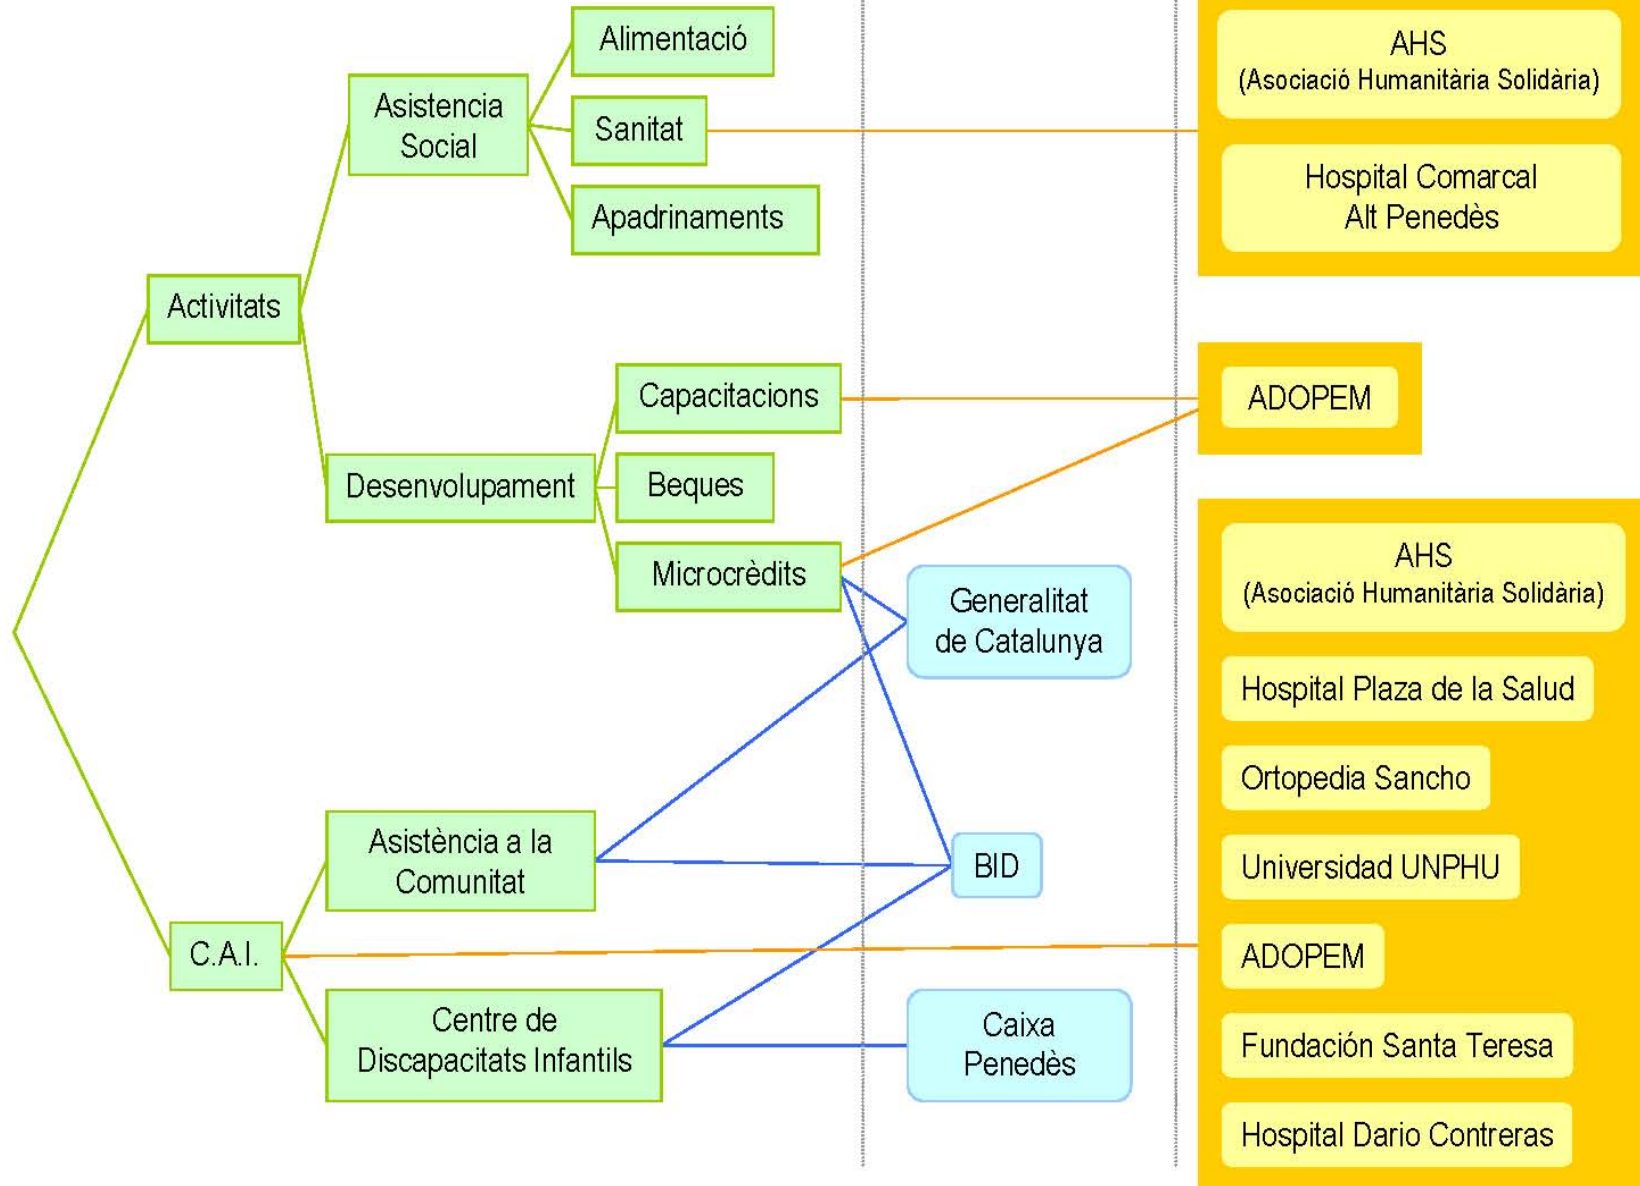 Alimentació
Asistencia
Social
Sanitat
Apadrinaments
Activitats
Capacitacions
Desenvolupament
Beques
Microcrèdits
Asistència a la
Comunitat
C.A.I.
Centre de
Discapacitats Infantils
Generalitat
de Catalunya
BID
Caixa
Penedès
AHS
(Asociació Humanitària Solidària)
Hospital Comarcal
Alt Penedès
ADOPEM
AHS
(Asociació Humanitària Solidària)
Hospital Plaza de la Salud
Ortopedia Sancho
Universidad UNPHU
ADOPEM
Fundación Santa Teresa
Hospital Dario Contreras